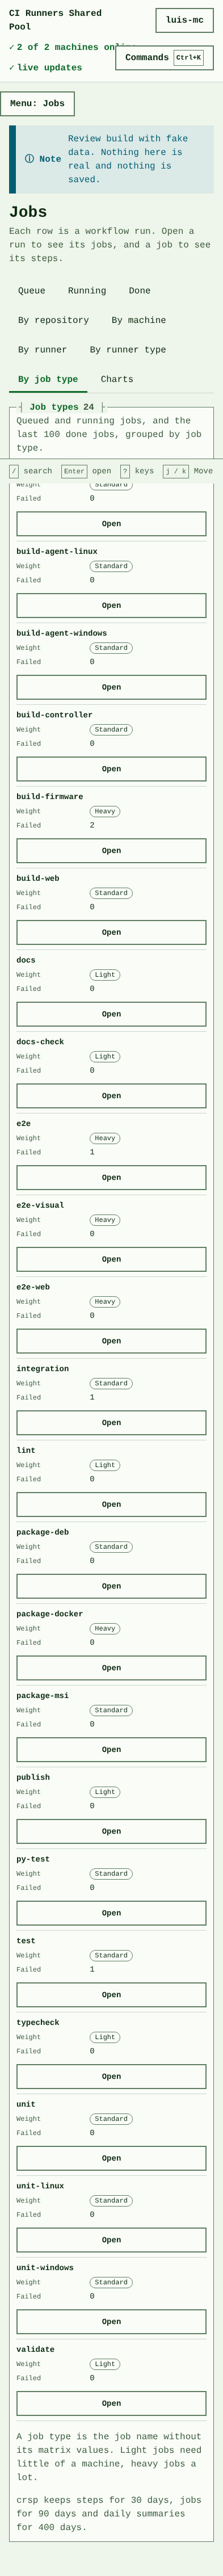 CI Runners Shared
Pool
luis-mc
✓ 2 of 2 machines
✓ live updates
Commands Ctrl+K
Menu: Jobs
ⓘ Note
Review build with fake
data. Nothing here is
real and nothing is
saved.
Jobs
Each row is a workflow run. Open a
run to see its jobs, and a job to see
its steps.
Queue Running Done
By repository By machine
By runner By runner type
By job type Charts
Job types 24
Queued and running jobs, and the
last 100 done jobs, grouped by job
type.
/ search Enter open ? keys j / k Move
Weight Standard
Failed 0
Open
build-agent-linux
Weight Standard
Failed 0
Open
build-agent-windows
Weight Standard
Failed 0
Open
build-controller
Weight Standard
Failed 0
Open
build-firmware
Weight Heavy
Failed 2
Open
build-web
Weight Standard
Failed 0
Open
docs
Weight Light
Failed 0
Open
docs-check
Weight Light
Failed 0
Open
e2e
Weight Heavy
Failed 1
Open
e2e-visual
Weight Heavy
Failed 0
Open
e2e-web
Weight Heavy
Failed 0
Open
integration
Weight Standard
Failed 1
Open
lint
Weight Light
Failed 0
Open
package-deb
Weight Standard
Failed 0
Open
package-docker
Weight Heavy
Failed 0
Open
package-msi
Weight Standard
Failed 0
Open
publish
Weight Light
Failed 0
Open
py-test
Weight Standard
Failed 0
Open
test
Weight Standard
Failed 1
Open
typecheck
Weight Light
Failed 0
Open
unit
Weight Standard
Failed 0
Open
unit-linux
Weight Standard
Failed 0
Open
unit-windows
Weight Standard
Failed 0
Open
validate
Weight Light
Failed 0
Open
A job type is the job name without
its matrix values. Light jobs need
little of a machine, heavy jobs a
lot.
crsp keeps steps for 30 days, jobs
for 90 days and daily summaries
for 400 days.